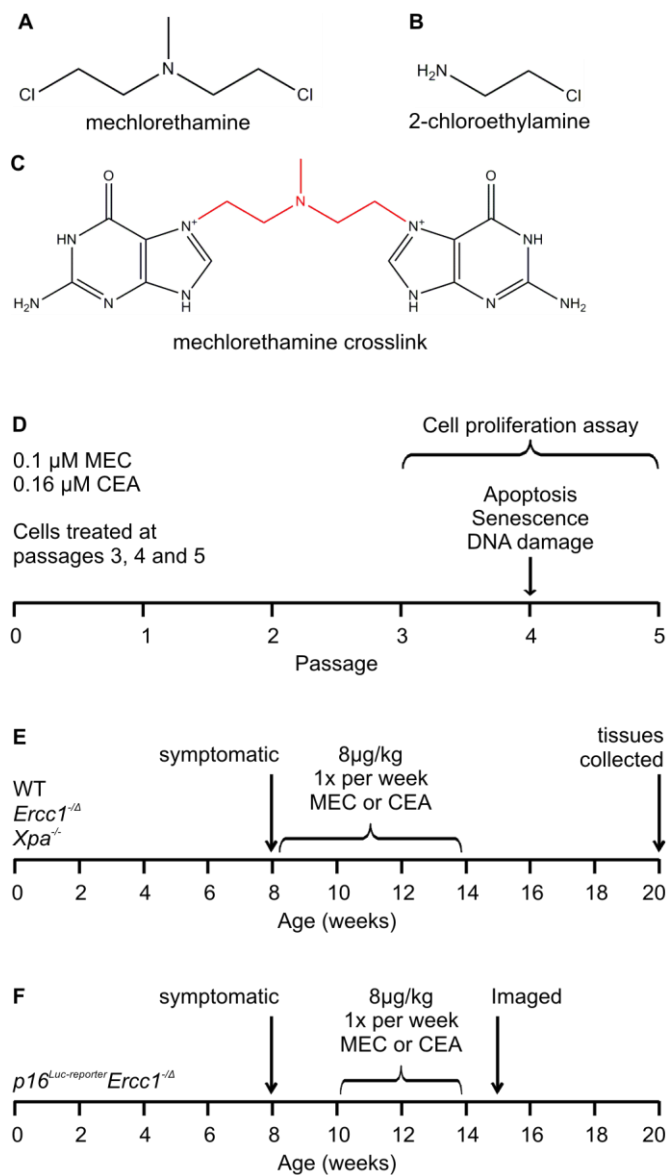 A
N
Cl
Cl
mechlorethamine
B
H₂N
Cl
2-chloroethylamine
C
O
HN
H₂N
N
N⁺
N
H
N
N⁺
N
H
O
NH
N
NH₂
mechlorethamine crosslink
D
0.1 µM MEC
0.16 µM CEA
Cells treated at
passages 3, 4 and 5
Cell proliferation assay
Apoptosis
Senescence
DNA damage
0 1 2 3 4 5
Passage
E
symptomatic
8µg/kg
1x per week
MEC or CEA
tissues
collected
WT
Ercc1⁻/Δ
Xpa⁻/⁻
0 2 4 6 8 10 12 14 16 18 20
Age (weeks)
F
symptomatic
8µg/kg
1x per week
MEC or CEA
Imaged
p16Luc-reporterErcc1⁻/Δ
0 2 4 6 8 10 12 14 16 18 20
Age (weeks)